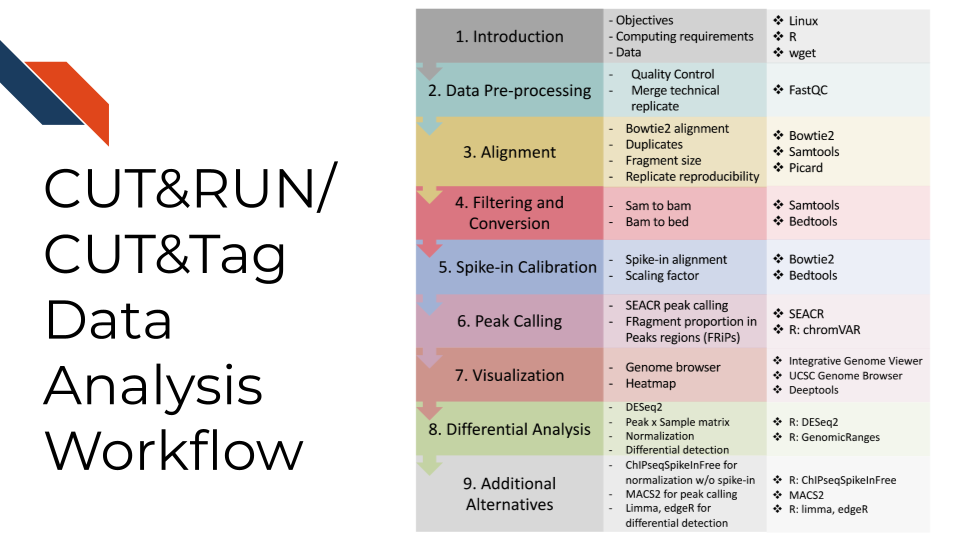 CUT&RUN/
CUT&Tag
Data
Analysis
Workflow
1. Introduction
- Objectives
- Computing requirements
- Data
❖ Linux
❖ R
❖ wget
2. Data Pre-processing
- Quality Control
- Merge technical
replicate
❖ FastQC
3. Alignment
- Bowtie2 alignment
- Duplicates
- Fragment size
- Replicate reproducibility
❖ Bowtie2
❖ Samtools
❖ Picard
4. Filtering and
Conversion
- Sam to bam
- Bam to bed
❖ Samtools
❖ Bedtools
5. Spike-in Calibration
- Spike-in alignment
- Scaling factor
❖ Bowtie2
❖ Bedtools
6. Peak Calling
- SEACR peak calling
- FRagment proportion in
Peaks regions (FRiPs)
❖ SEACR
❖ R: chromVAR
7. Visualization
- Genome browser
- Heatmap
❖ Integrative Genome Viewer
❖ UCSC Genome Browser
❖ Deeptools
8. Differential Analysis
- DESeq2
- Peak x Sample matrix
- Normalization
- Differential detection
❖ R: DESeq2
❖ R: GenomicRanges
9. Additional
Alternatives
- ChIPseqSpikeInFree for
normalization w/o spike-in
- MACS2 for peak calling
- Limma, edgeR for
differential detection
❖ R: ChIPseqSpikeInFree
❖ MACS2
❖ R: limma, edgeR